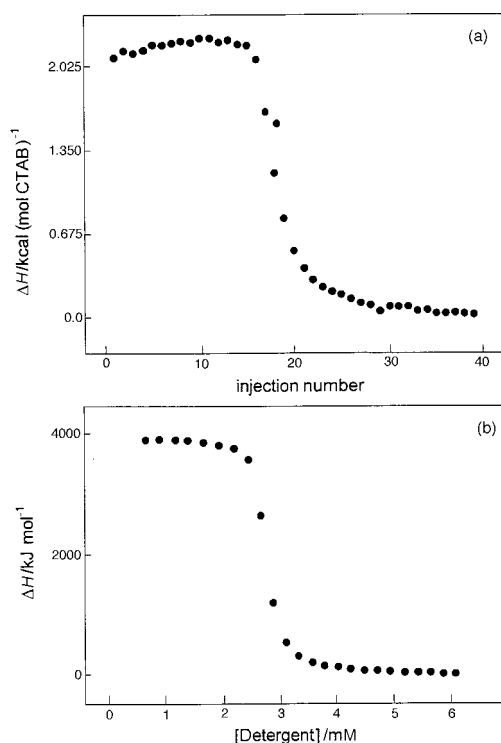 (a)
2.025
1.350
0.675
0.0
ΔH/kcal (mol CTAB)⁻¹
0 10 20 30 40
injection number
(b)
4000
2000
0
ΔH/kJ mol⁻¹
0 1 2 3 4 5 6
[Detergent]/mM